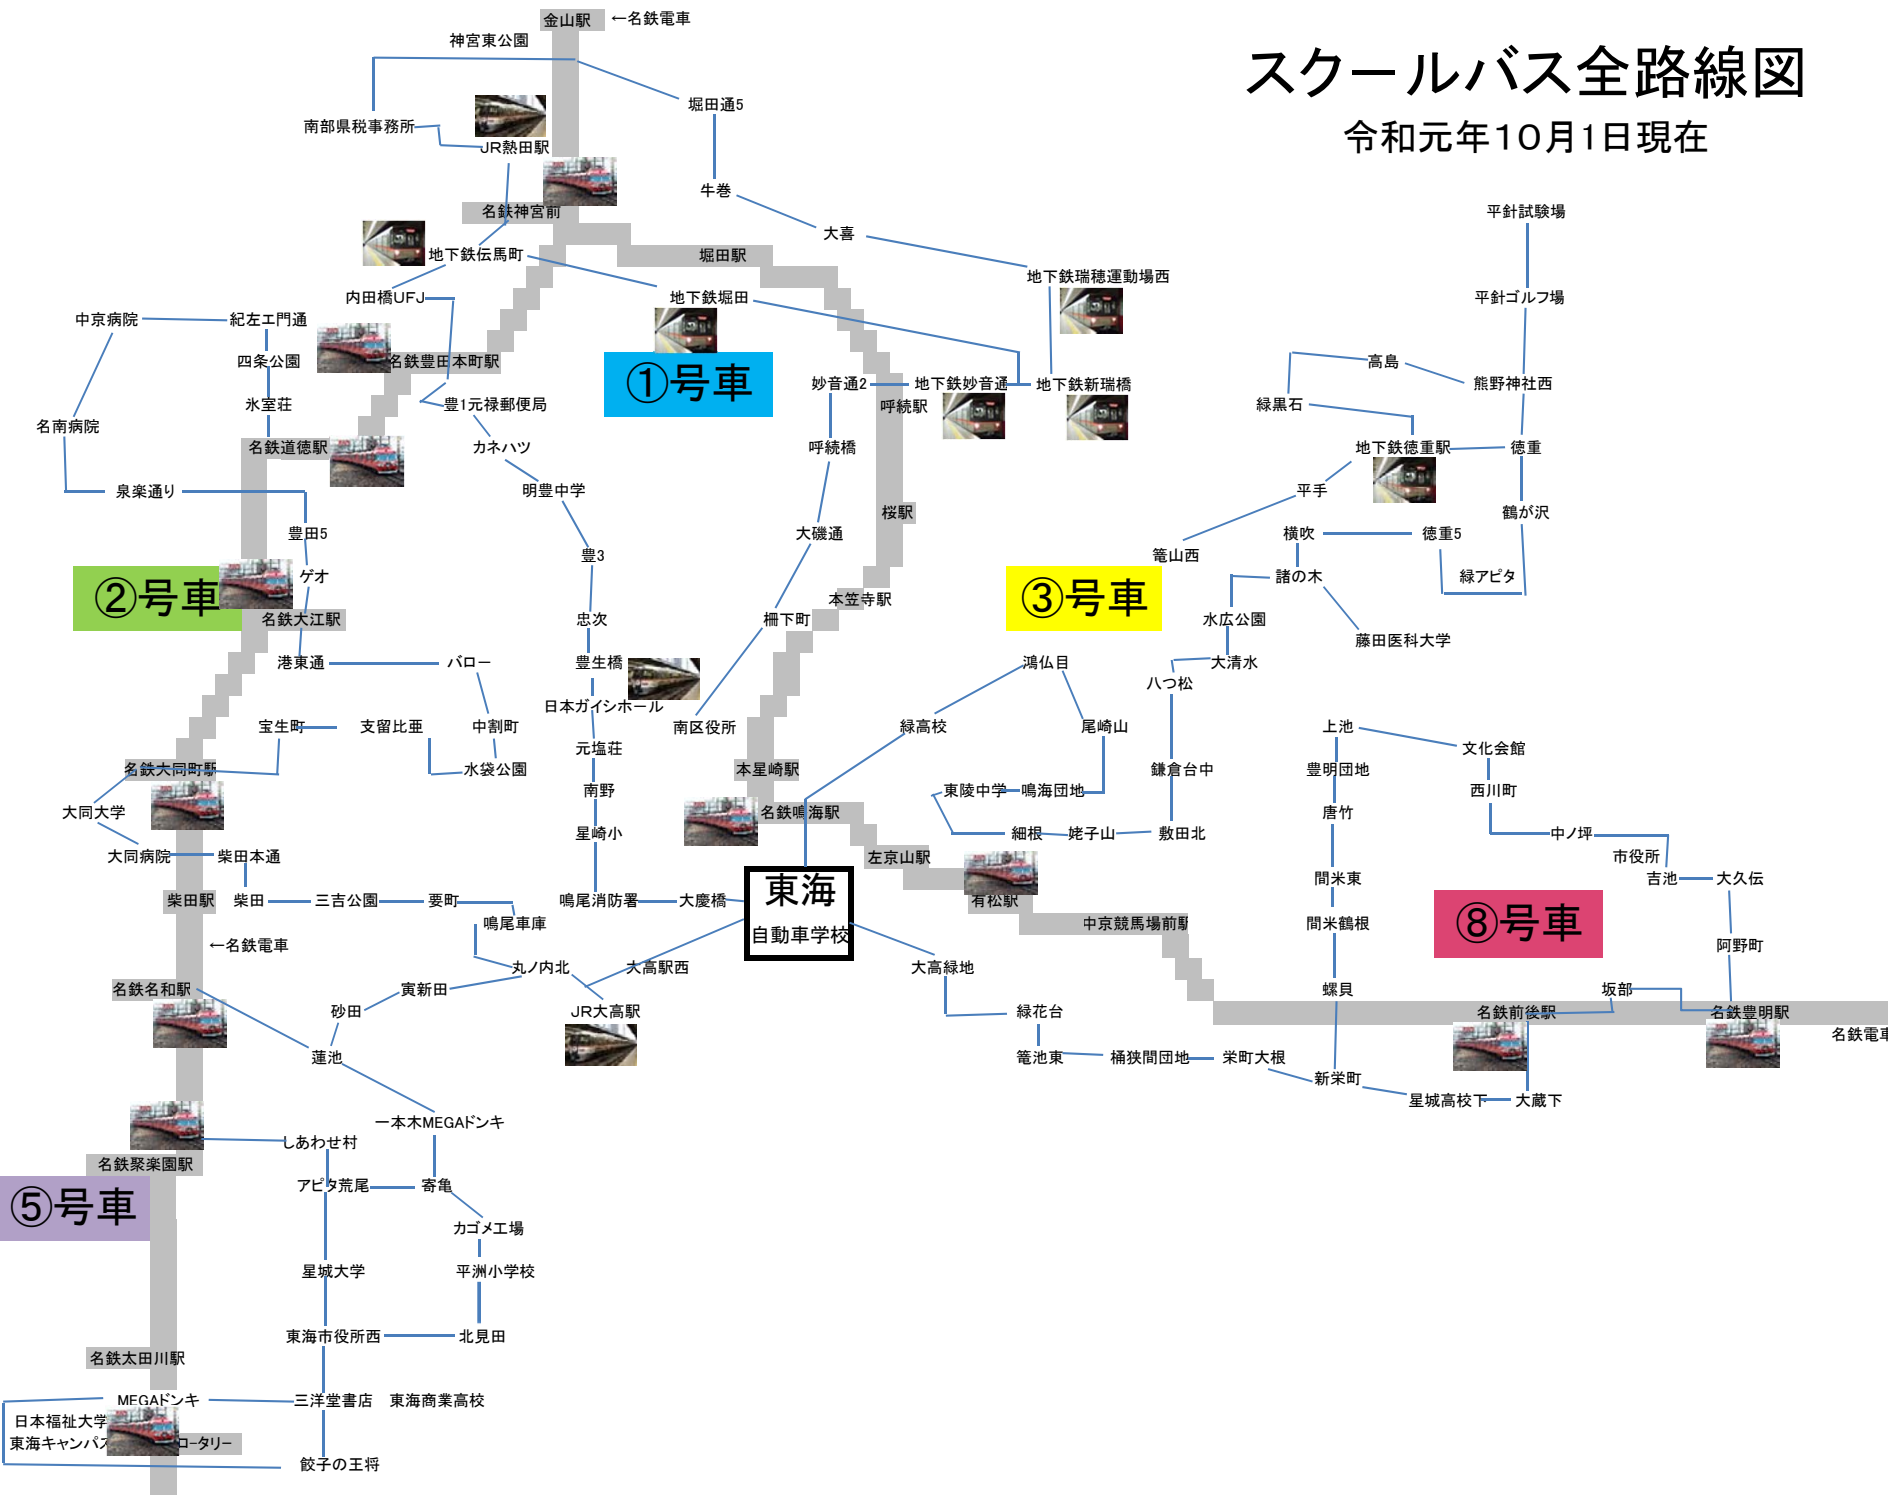 スクールバス全路線図
令和元年10月1日現在
金山駅
←名鉄電車
神宮東公園
堀田通5
南部県税事務所
JR熱田駅
牛巻
名鉄神宮前
平針試験場
大喜
地下鉄伝馬町
堀田駅
地下鉄瑞穂運動場西
内田橋UFJ
地下鉄堀田
平針ゴルフ場
中京病院
紀左エ門通
四条公園
名鉄豊田本町駅
①号車
高島
妙音通2
地下鉄妙音通
地下鉄新瑞橋
熊野神社西
氷室荘
豊1元禄郵便局
呼続駅
緑黒石
名南病院
名鉄道徳駅
カネハツ
呼続橋
地下鉄徳重駅
徳重
泉楽通り
明豊中学
平手
桜駅
鶴が沢
豊田5
大磯通
横吹
徳重5
豊3
篭山西
ゲオ
諸の木
緑アピタ
②号車
本笠寺駅
③号車
名鉄大江駅
忠次
柵下町
水広公園
藤田医科大学
港東通
バロー
豊生橋
鴻仏目
大清水
八つ松
日本ガイシホール
宝生町
支留比亜
中割町
南区役所
緑高校
尾崎山
上池
文化会館
元塩荘
名鉄大同町駅
水袋公園
本星崎駅
鎌倉台中
豊明団地
南野
東陵中学
鳴海団地
西川町
大同大学
名鉄鳴海駅
唐竹
星崎小
細根
姥子山
敷田北
中ノ坪
大同病院
柴田本通
左京山駅
市役所
東海
自動車学校
間米東
吉池
大久伝
柴田駅
柴田
三吉公園
要町
鳴尾消防署
大慶橋
有松駅
鳴尾車庫
中京競馬場前駅
間米鶴根
⑧号車
←名鉄電車
阿野町
丸ノ内北
大高駅西
大高緑地
名鉄名和駅
寅新田
螺貝
坂部
砂田
JR大高駅
緑花台
名鉄前後駅
名鉄豊明駅
名鉄電車
蓮池
篭池東
桶狭間団地
栄町大根
新栄町
星城高校下
大蔵下
一本木MEGAドンキ
しあわせ村
名鉄聚楽園駅
アピタ荒尾
寄亀
⑤号車
カゴメ工場
星城大学
平洲小学校
東海市役所西
北見田
名鉄太田川駅
MEGAドンキ
三洋堂書店
東海商業高校
日本福祉大学
東海キャンパス
ロータリー
餃子の王将